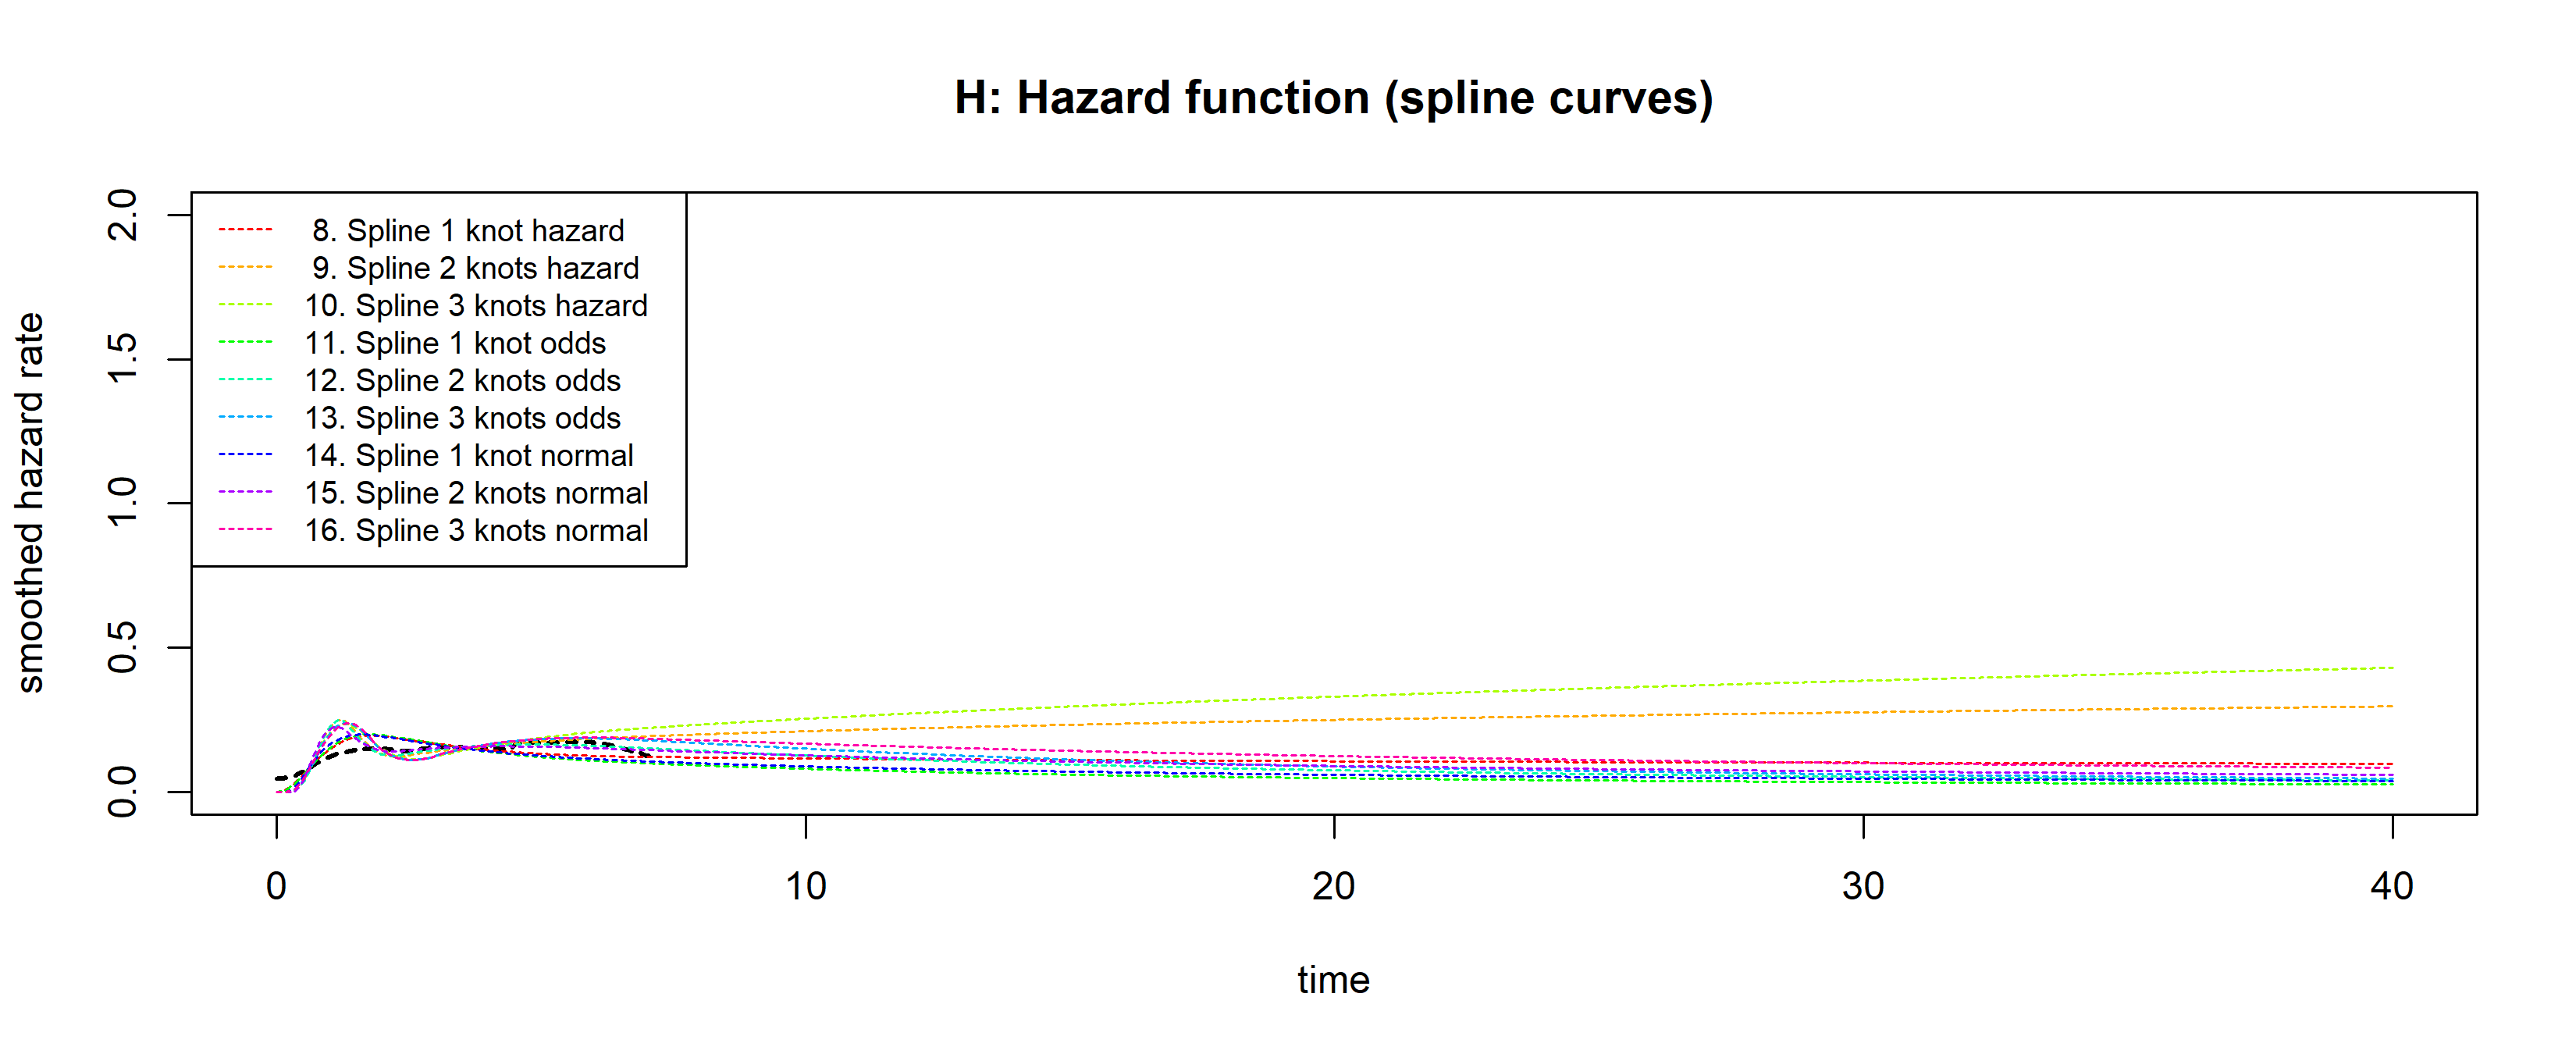 H: Hazard function (spline curves)
smoothed hazard rate
2.0
1.5
1.0
0.5
0.0
8. Spline 1 knot hazard
9. Spline 2 knots hazard
10. Spline 3 knots hazard
11. Spline 1 knot odds
12. Spline 2 knots odds
13. Spline 3 knots odds
14. Spline 1 knot normal
15. Spline 2 knots normal
16. Spline 3 knots normal
0 10 20 30 40
time